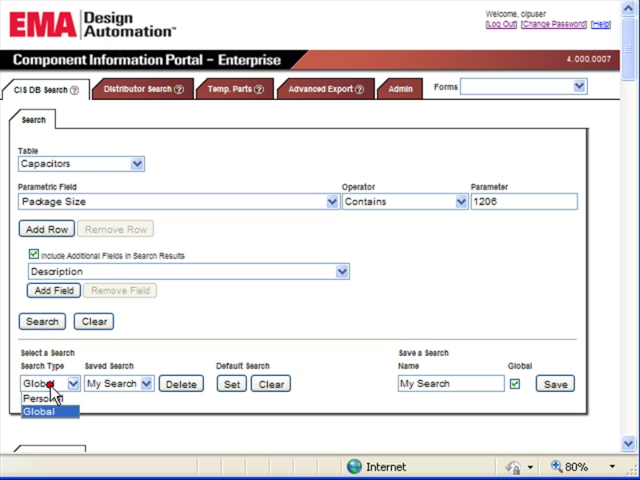 EMA Design Automation™
Welcome, cipuser
[Log Out] [Change Password] [Help]
Component Information Portal – Enterprise
4.000.0007
CIS DB Search ?
Distributor Search ?
Temp. Parts ?
Advanced Export ?
Admin
Forms
Search
Table
Capacitors
Parametric Field Operator Parameter
Package Size Contains 1206
Add Row Remove Row
Include Additional Fields in Search Results
Description
Add Field Remove Field
Search Clear
Select a Search Save a Search
Search Type Saved Search Default Search Name Global
Global My Search Delete Set Clear My Search Save
Personal
Global
Internet 80%